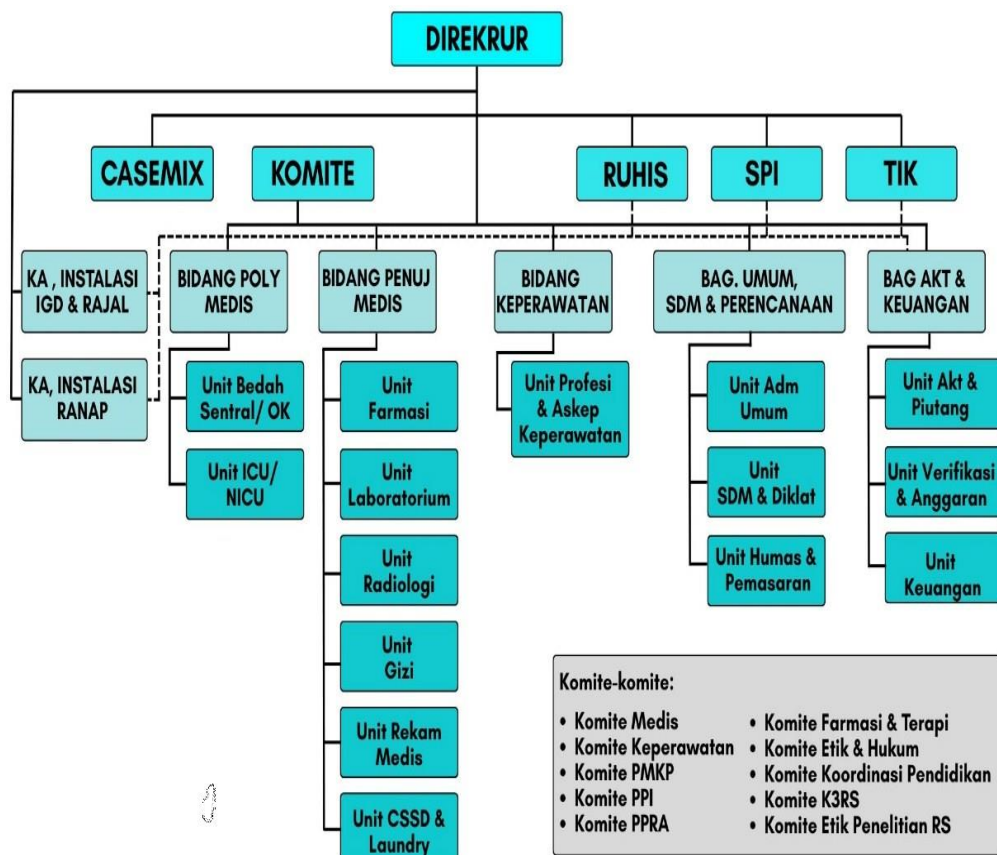 DIREKRUR
CASEMIX
KOMITE
RUHIS
SPI
TIK
KA , INSTALASI
IGD & RAJAL
BIDANG POLY
MEDIS
BIDANG PENUJ
MEDIS
BIDANG
KEPERAWATAN
BAG. UMUM,
SDM & PERENCANAAN
BAG AKT &
KEUANGAN
KA, INSTALASI
RANAP
Unit Bedah
Sentral/ OK
Unit ICU/
NICU
Unit
Farmasi
Unit
Laboratorium
Unit
Radiologi
Unit
Gizi
Unit Rekam
Medis
Unit CSSD &
Laundry
Unit Profesi
& Askep
Keperawatan
Unit Adm
Umum
Unit
SDM & Diklat
Unit Humas &
Pemasaran
Unit Akt &
Piutang
Unit Verifikasi
& Anggaran
Unit
Keuangan
Komite-komite:
• Komite Medis
• Komite Keperawatan
• Komite PMKP
• Komite PPI
• Komite PPRA
• Komite Farmasi & Terapi
• Komite Etik & Hukum
• Komite Koordinasi Pendidikan
• Komite K3RS
• Komite Etik Penelitian RS